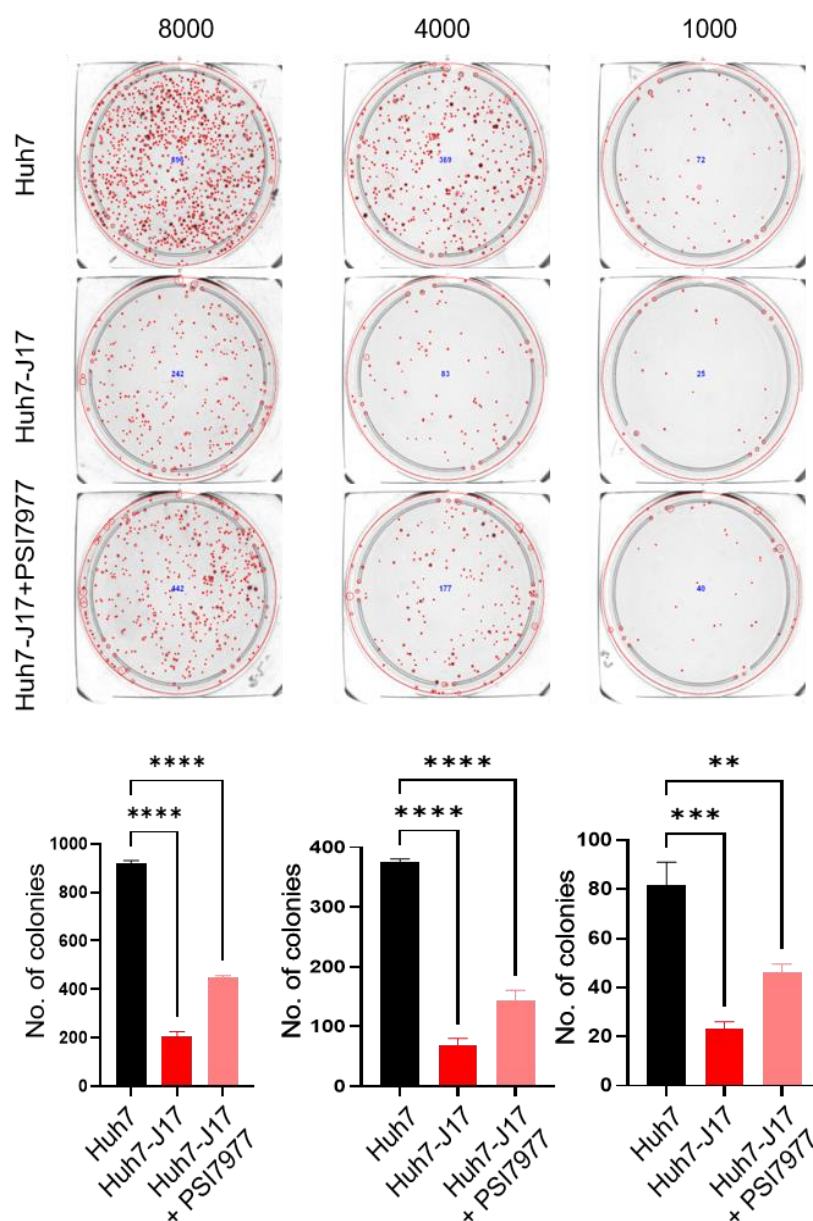 8000 4000 1000
Huh7
896 369 72
Huh7-J17
242 83 25
Huh7-J17+PSI7977
442 177 40
**** **** **
**** **** ***
No. of colonies
1000
800
600
400
200
0
Huh7
Huh7-J17
Huh7-J17
+ PSI7977
No. of colonies
400
300
200
100
0
Huh7
Huh7-J17
Huh7-J17
+ PSI7977
No. of colonies
100
80
60
40
20
0
Huh7
Huh7-J17
Huh7-J17
+ PSI7977